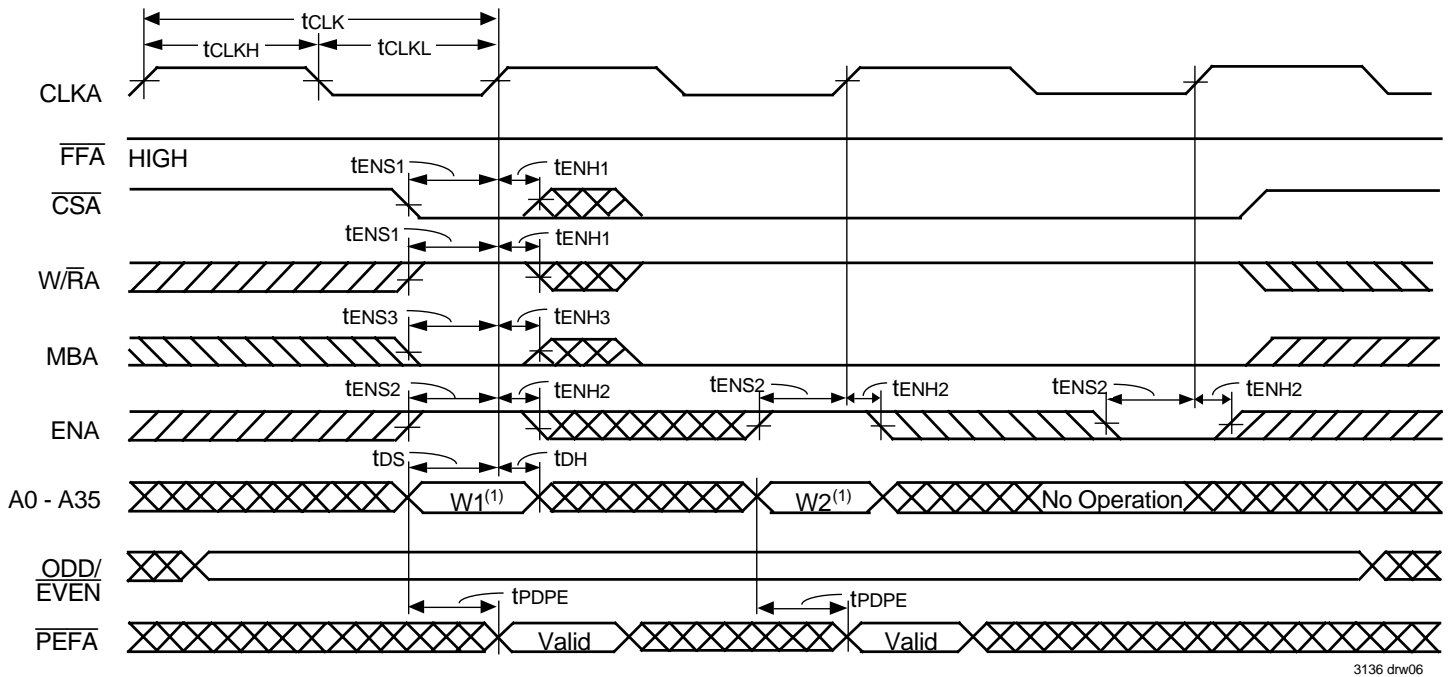 tCLK
tCLKH tCLKL
CLKA
FFA HIGH
tENS1 tENH1
CSA
tENS1 tENH1
W/RA
tENS3 tENH3
MBA
tENS2 tENH2 tENS2 tENH2 tENS2 tENH2
ENA
tDS tDH
A0 - A35 W1(1) W2(1) No Operation
ODD/
EVEN
tPDPE tPDPE
PEFA Valid Valid
3136 drw06